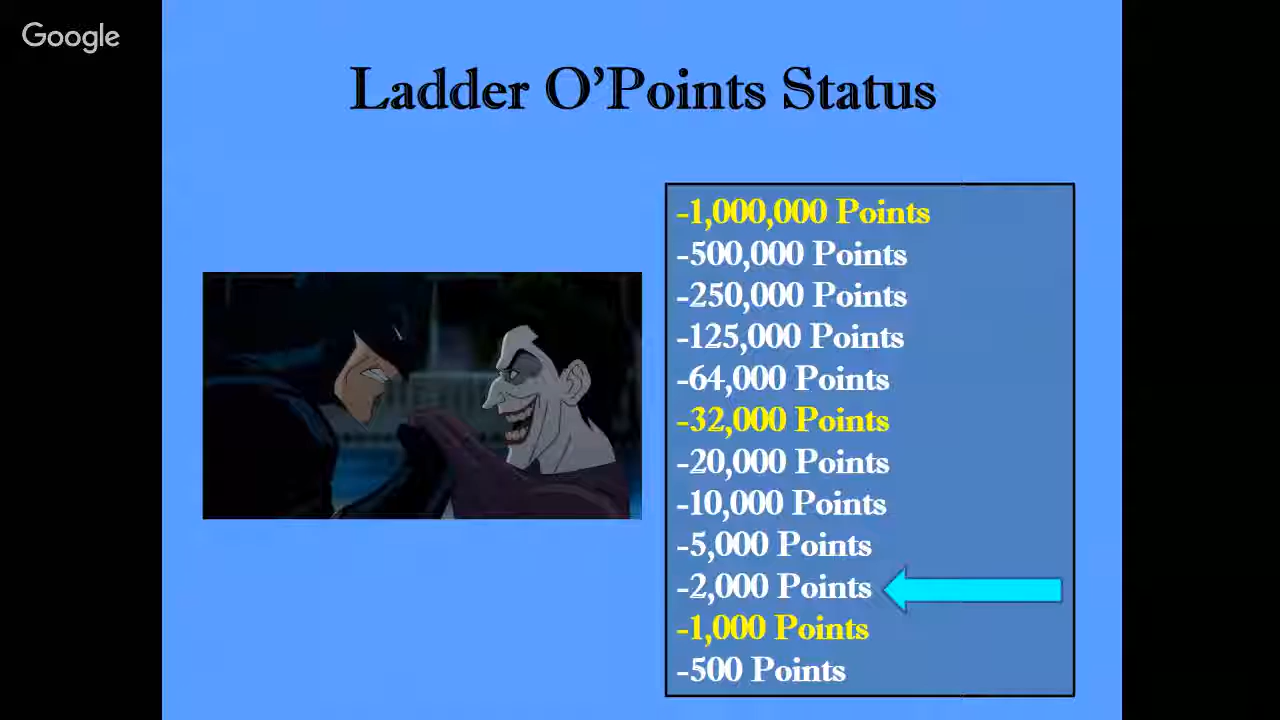 Google
Ladder O’Points Status
-1,000,000 Points
-500,000 Points
-250,000 Points
-125,000 Points
-64,000 Points
-32,000 Points
-20,000 Points
-10,000 Points
-5,000 Points
-2,000 Points
-1,000 Points
-500 Points